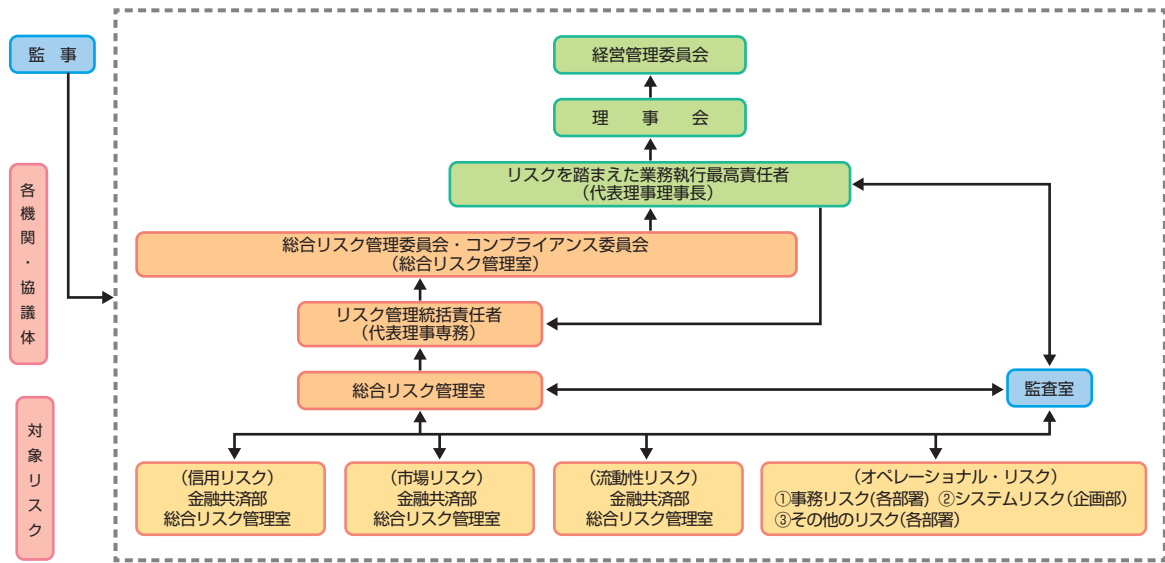 監　事
経営管理委員会
理　事　会
リスクを踏まえた業務執行最高責任者
（代表理事理事長）
各機関・協議体
総合リスク管理委員会・コンプライアンス委員会
（総合リスク管理室）
リスク管理統括責任者
（代表理事専務）
総合リスク管理室
監査室
対象リスク
（信用リスク）
金融共済部
総合リスク管理室
（市場リスク）
金融共済部
総合リスク管理室
（流動性リスク）
金融共済部
総合リスク管理室
（オペレーショナル・リスク）
①事務リスク（各部署）②システムリスク（企画部）
③その他のリスク（各部署）